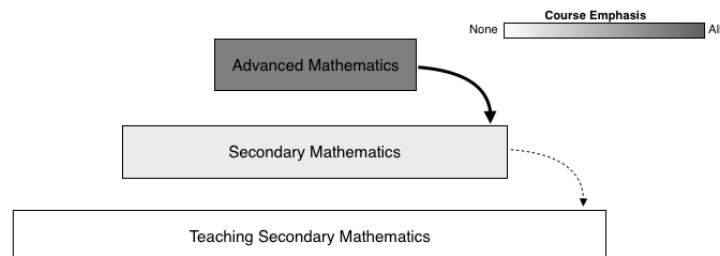 Course Emphasis
None
All
Advanced Mathematics
Secondary Mathematics
Teaching Secondary Mathematics